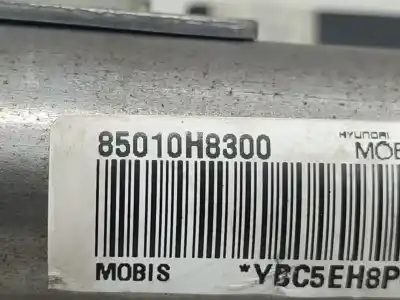 85010H8300
HYUNDAI
MOB
MOBIS
*YBC5EH8P